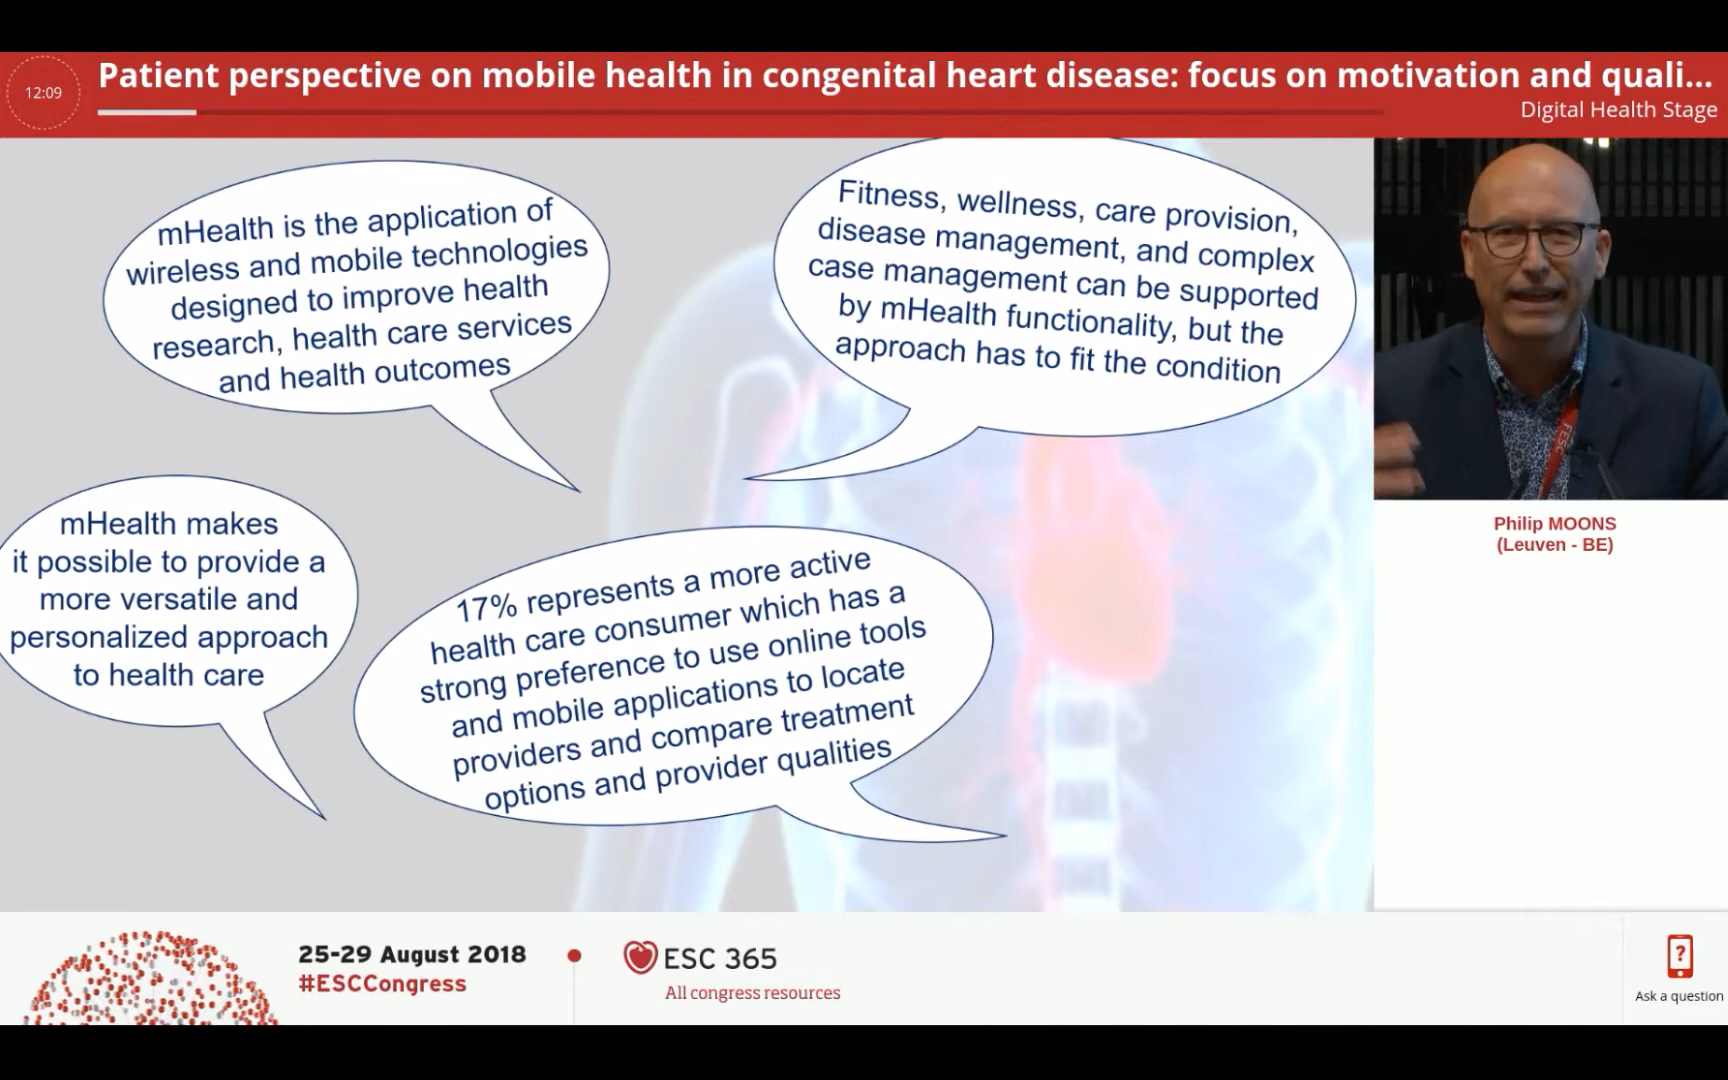 12:09
Patient perspective on mobile health in congenital heart disease: focus on motivation and quali...
Digital Health Stage
mHealth is the application of
wireless and mobile technologies
designed to improve health
research, health care services
and health outcomes
Fitness, wellness, care provision,
disease management, and complex
case management can be supported
by mHealth functionality, but the
approach has to fit the condition
mHealth makes
it possible to provide a
more versatile and
personalized approach
to health care
17% represents a more active
health care consumer which has a
strong preference to use online tools
and mobile applications to locate
providers and compare treatment
options and provider qualities
FESC
Philip MOONS
(Leuven - BE)
25-29 August 2018
#ESCCongress
ESC 365
All congress resources
?
Ask a question